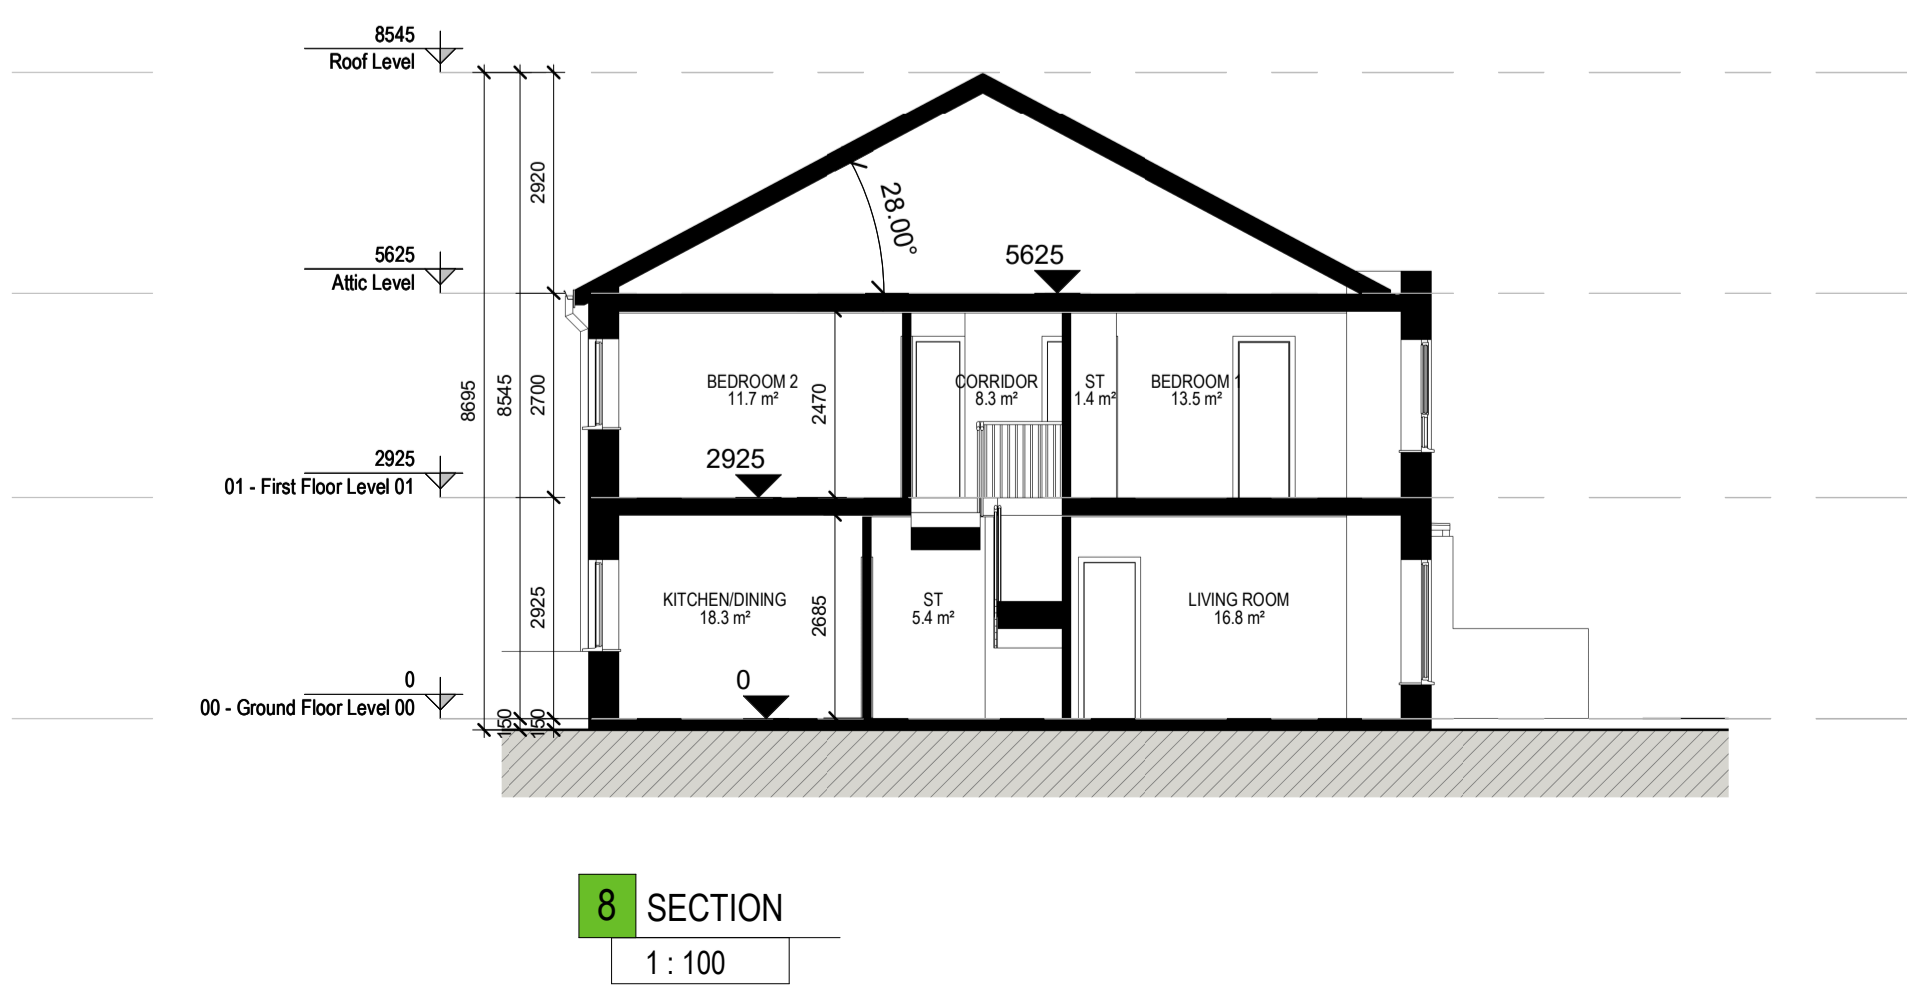 8545
Roof Level
2920
28.00°
5625
Attic Level
5625
8695
8545
2700
BEDROOM 2
11.7 m²
2470
CORRIDOR
8.3 m²
ST
1.4 m²
BEDROOM 1
13.5 m²
2925
01 - First Floor Level 01
2925
2925
KITCHEN/DINING
18.3 m²
2685
ST
5.4 m²
LIVING ROOM
16.8 m²
0
00 - Ground Floor Level 00
0
150
150
8 SECTION
1 : 100